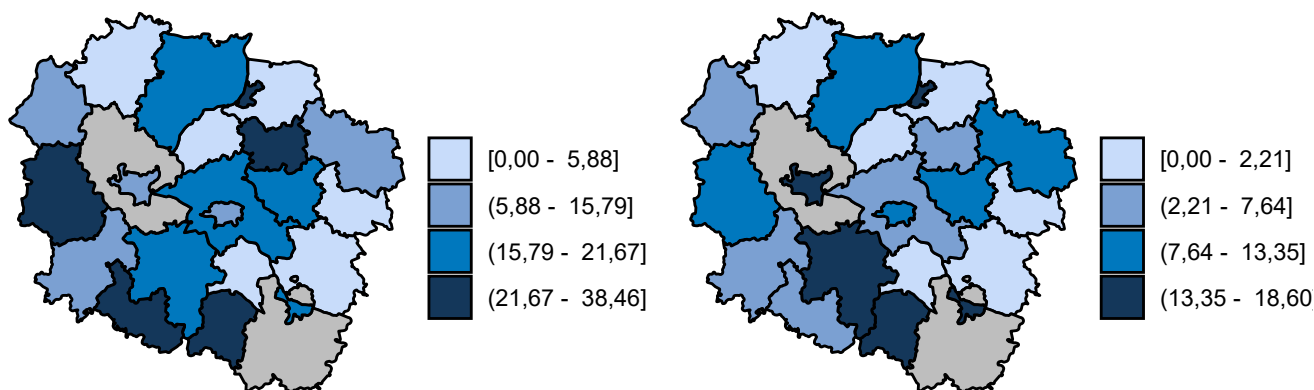 [0,00 - 5,88]
(5,88 - 15,79]
(15,79 - 21,67]
(21,67 - 38,46]
[0,00 - 2,21]
(2,21 - 7,64]
(7,64 - 13,35]
(13,35 - 18,60]